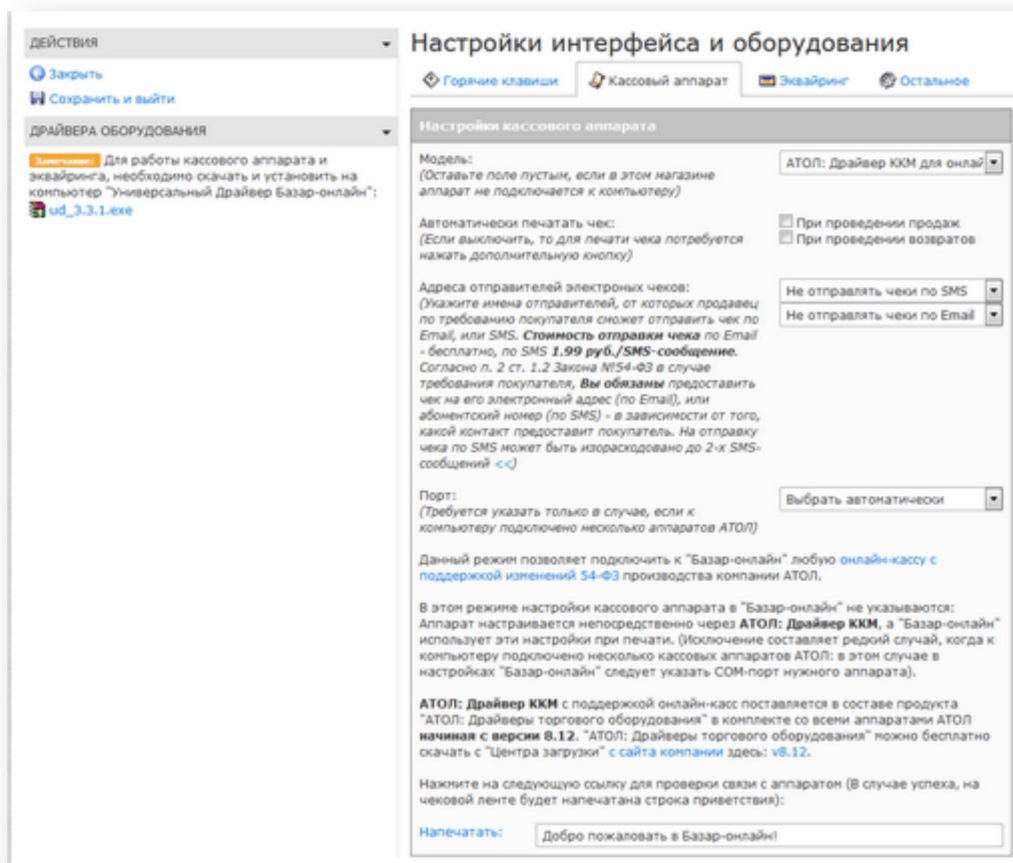 ДЕЙСТВИЯ
Закрыть
Сохранить и выйти
ДРАЙВЕРА ОБОРУДОВАНИЯ
Замечание: Для работы кассового аппарата и
эквайринга, необходимо скачать и установить на
компьютер "Универсальный Драйвер Базар-онлайн":
ud_3.3.1.exe
Настройки интерфейса и оборудования
Горячие клавиши
Кассовый аппарат
Эквайринг
Остальное
Настройки кассового аппарата
Модель:
(Оставьте поле пустым, если в этом магазине
аппарат не подключается к компьютеру)
АТОЛ: Драйвер ККМ для онлай
Автоматически печатать чек:
(Если выключить, то для печати чека потребуется
нажать дополнительную кнопку)
При проведении продаж
При проведении возвратов
Адреса отправителей электроных чеков:
(Укажите имена отправителей, от которых продавец
по требованию покупателя сможет отправить чек по
Email, или SMS. Стоимость отправки чека по Email
- бесплатно, по SMS 1.99 руб./SMS-сообщение.
Согласно п. 2 ст. 1.2 Закона №54-ФЗ в случае
требования покупателя, Вы обязаны предоставить
чек на его электронный адрес (по Email), или
абонентский номер (по SMS) - в зависимости от того,
какой контакт предоставит покупатель. На отправку
чека по SMS может быть изорасходовано до 2-х SMS-
сообщений <<)
Не отправлять чеки по SMS
Не отправлять чеки по Email
Порт:
(Требуется указать только в случае, если к
компьютеру подключено несколько аппаратов АТОЛ)
Выбрать автоматически
Данный режим позволяет подключить к "Базар-онлайн" любую онлайн-кассу с
поддержкой изменений 54-ФЗ производства компании АТОЛ.
В этом режиме настройки кассового аппарата в "Базар-онлайн" не указываются:
Аппарат настраивается непосредственно через АТОЛ: Драйвер ККМ, а "Базар-онлайн"
использует эти настройки при печати. (Исключение составляет редкий случай, когда к
компьютеру подключено несколько кассовых аппаратов АТОЛ: в этом случае в
настройках "Базар-онлайн" следует указать COM-порт нужного аппарата).
АТОЛ: Драйвер ККМ с поддержкой онлайн-касс поставляется в составе продукта
"АТОЛ: Драйверы торгового оборудования" в комплекте со всеми аппаратами АТОЛ
начиная с версии 8.12. "АТОЛ: Драйверы торгового оборудования" можно бесплатно
скачать с "Центра загрузки" с сайта компании здесь: v8.12.
Нажмите на следующую ссылку для проверки связи с аппаратом (В случае успеха, на
чековой ленте будет напечатана строка приветствия):
Напечатать:
Добро пожаловать в Базар-онлайн!